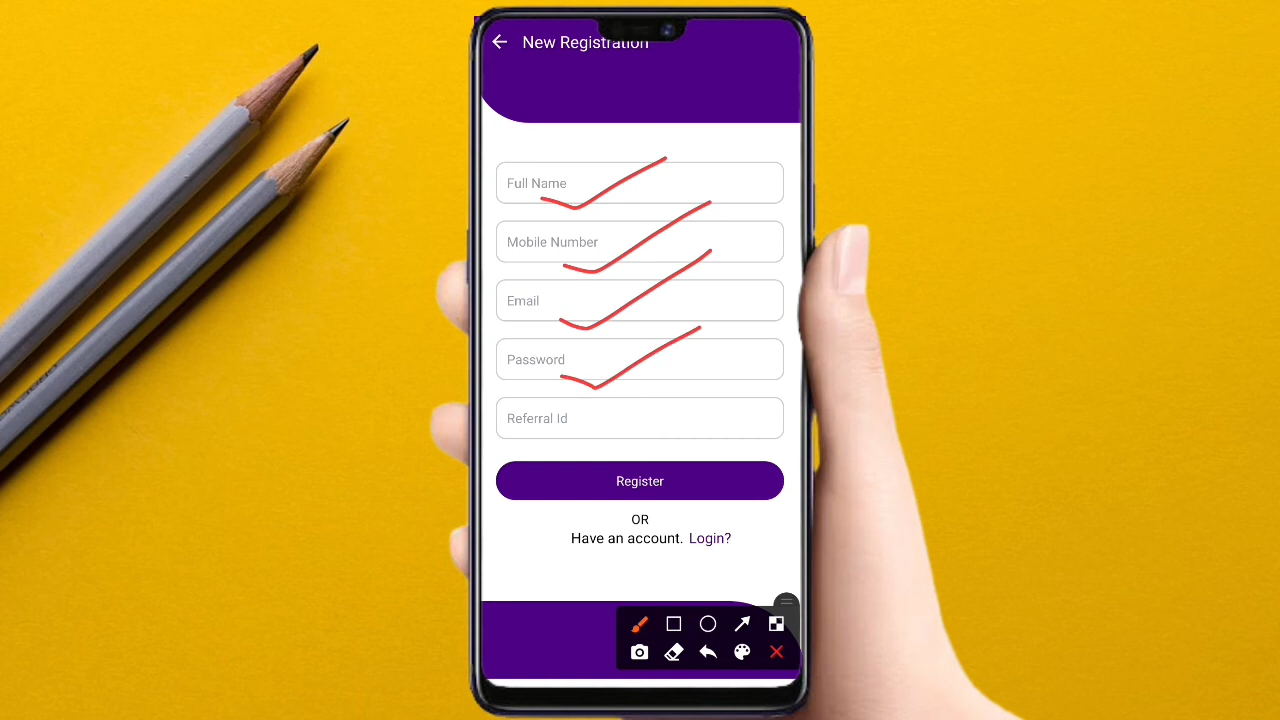 New Registration
Full Name
Mobile Number
Email
Password
Referral Id
Register
OR
Have an account. Login?